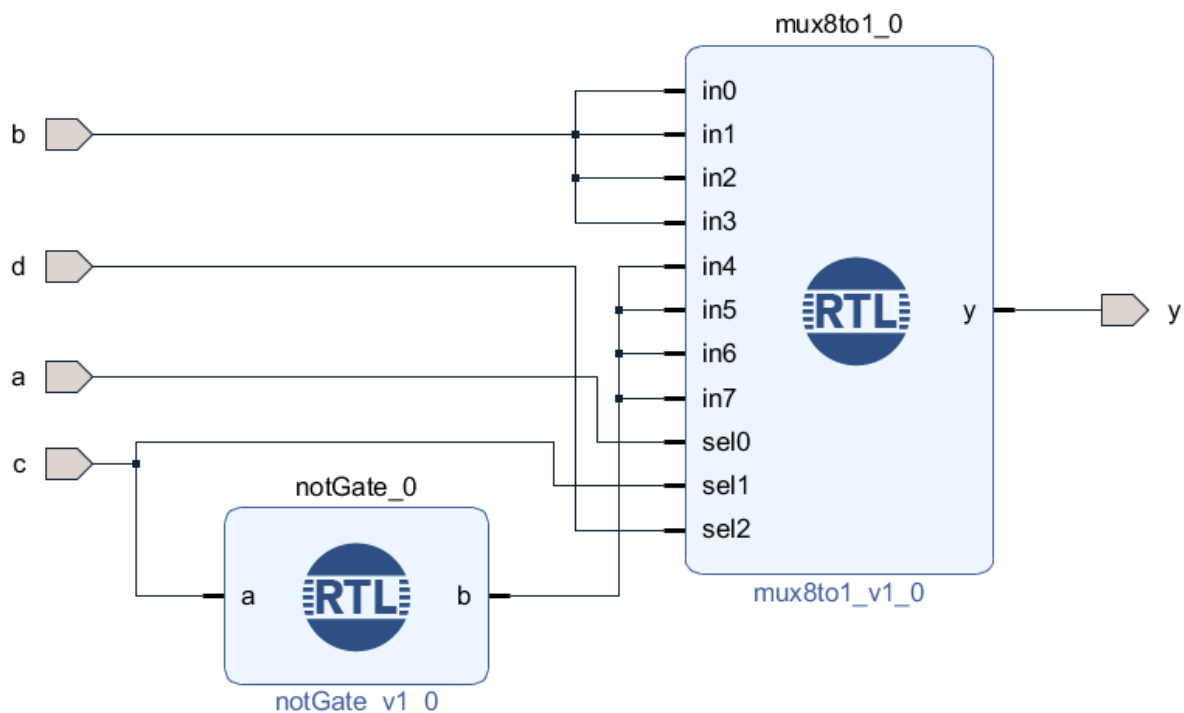 mux8to1_0
b
d
a
c
in0
in1
in2
in3
in4
in5
in6
in7
sel0
sel1
sel2
RTL
y
y
mux8to1_v1_0
notGate_0
a
RTL
b
notGate_v1_0